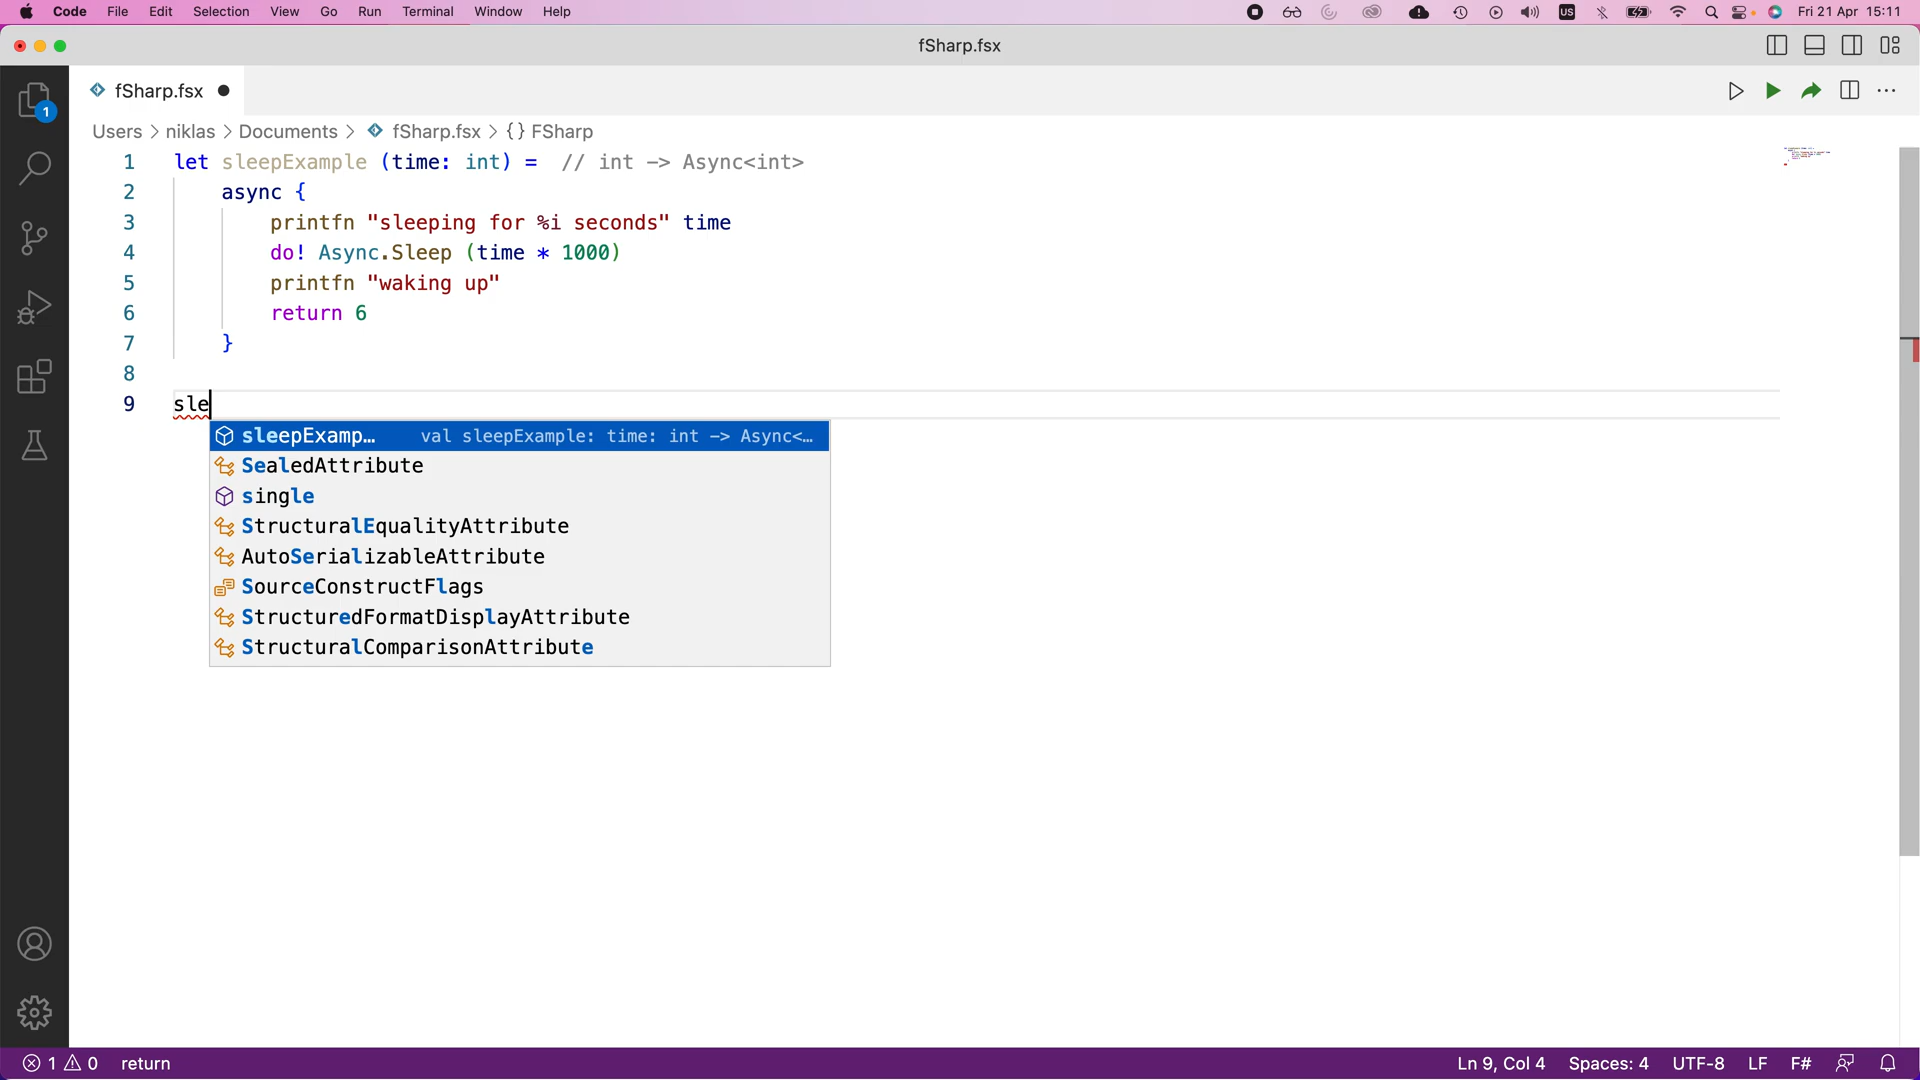 Code File Edit Selection View Go Run Terminal Window Help US Fri 21 Apr 15:11
fSharp.fsx
1 fSharp.fsx
Users > niklas > Documents > fSharp.fsx > {} FSharp
1 let sleepExample (time: int) = // int -> Async<int>
2 async {
3 printfn "sleeping for %i seconds" time
4 do! Async.Sleep (time * 1000)
5 printfn "waking up"
6 return 6
7 }
8
9 sle
sleepExamp… val sleepExample: time: int -> Async<…
SealedAttribute
single
StructuralEqualityAttribute
AutoSerializableAttribute
SourceConstructFlags
StructuredFormatDisplayAttribute
StructuralComparisonAttribute
1 0 return Ln 9, Col 4 Spaces: 4 UTF-8 LF F#